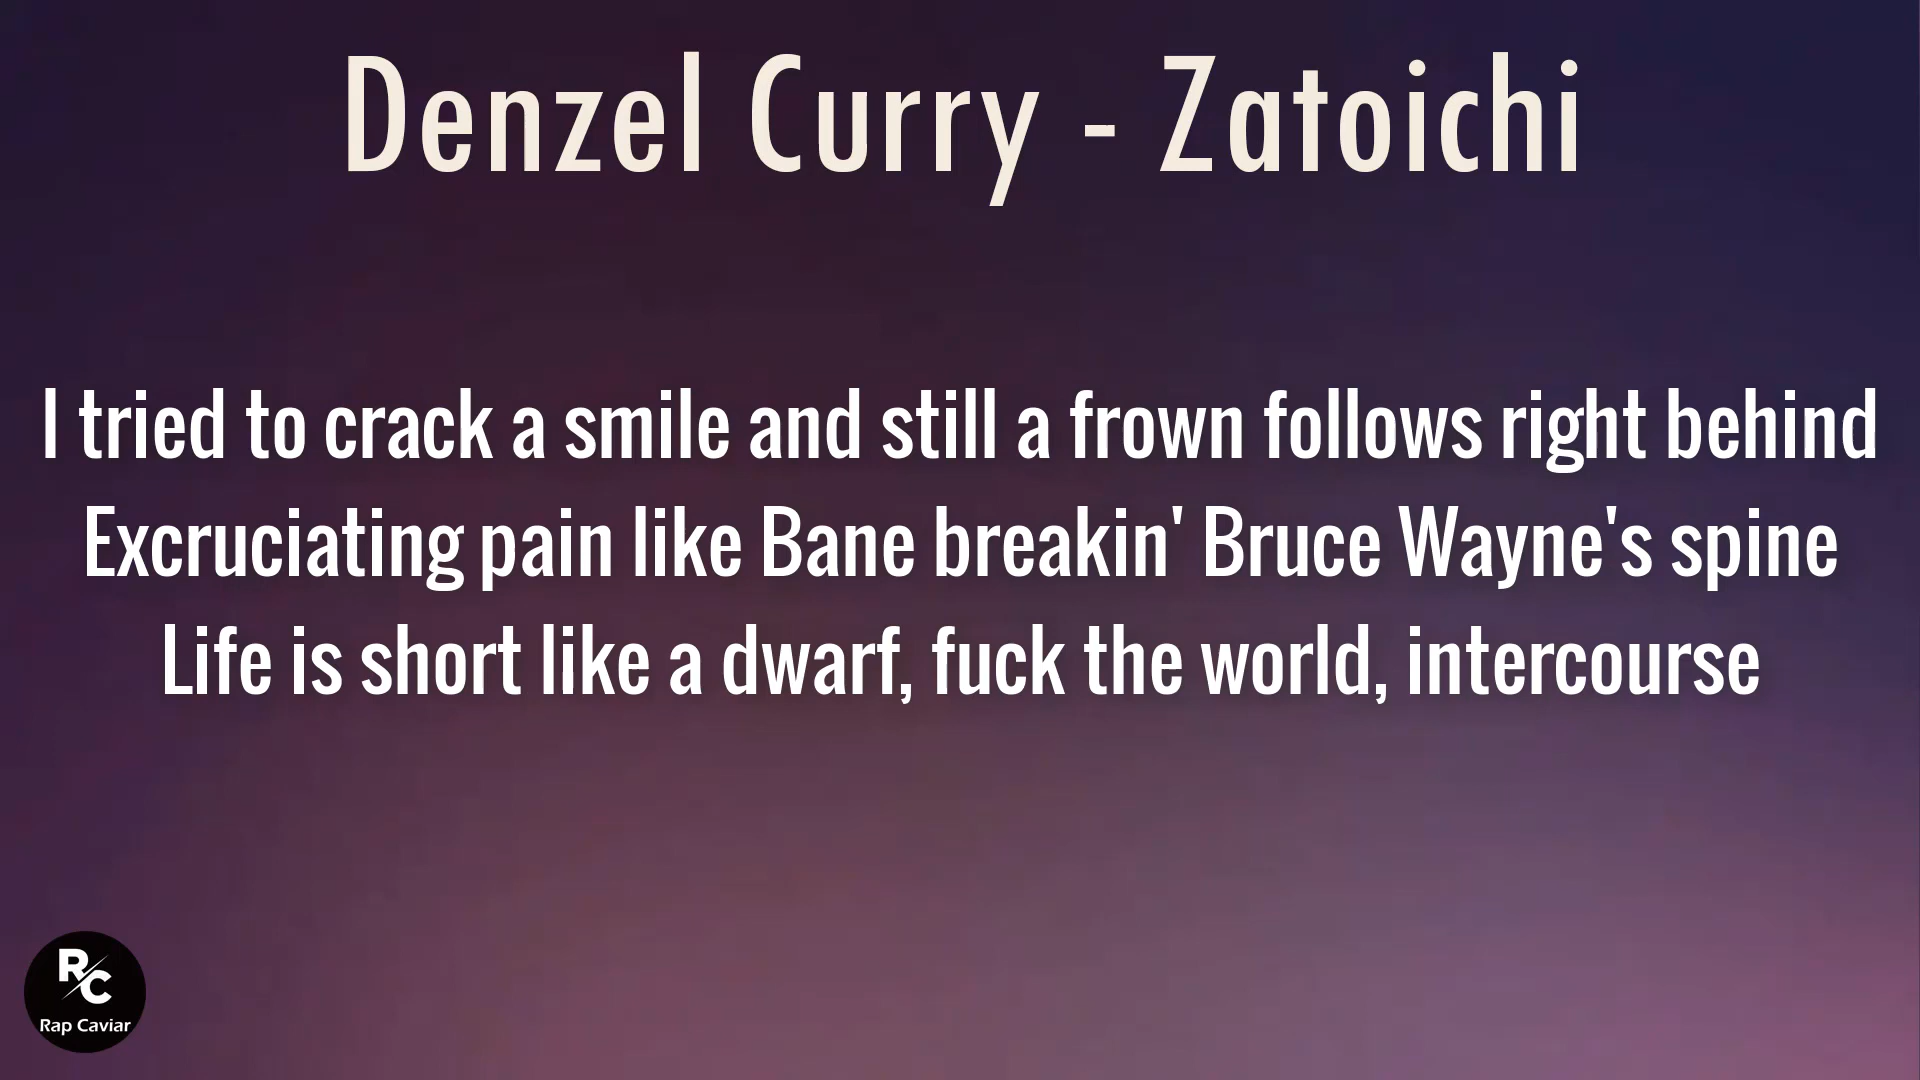 Denzel Curry - Zatoichi
I tried to crack a smile and still a frown follows right behind
Excruciating pain like Bane breakin' Bruce Wayne's spine
Life is short like a dwarf, fuck the world, intercourse
RC
Rap Caviar